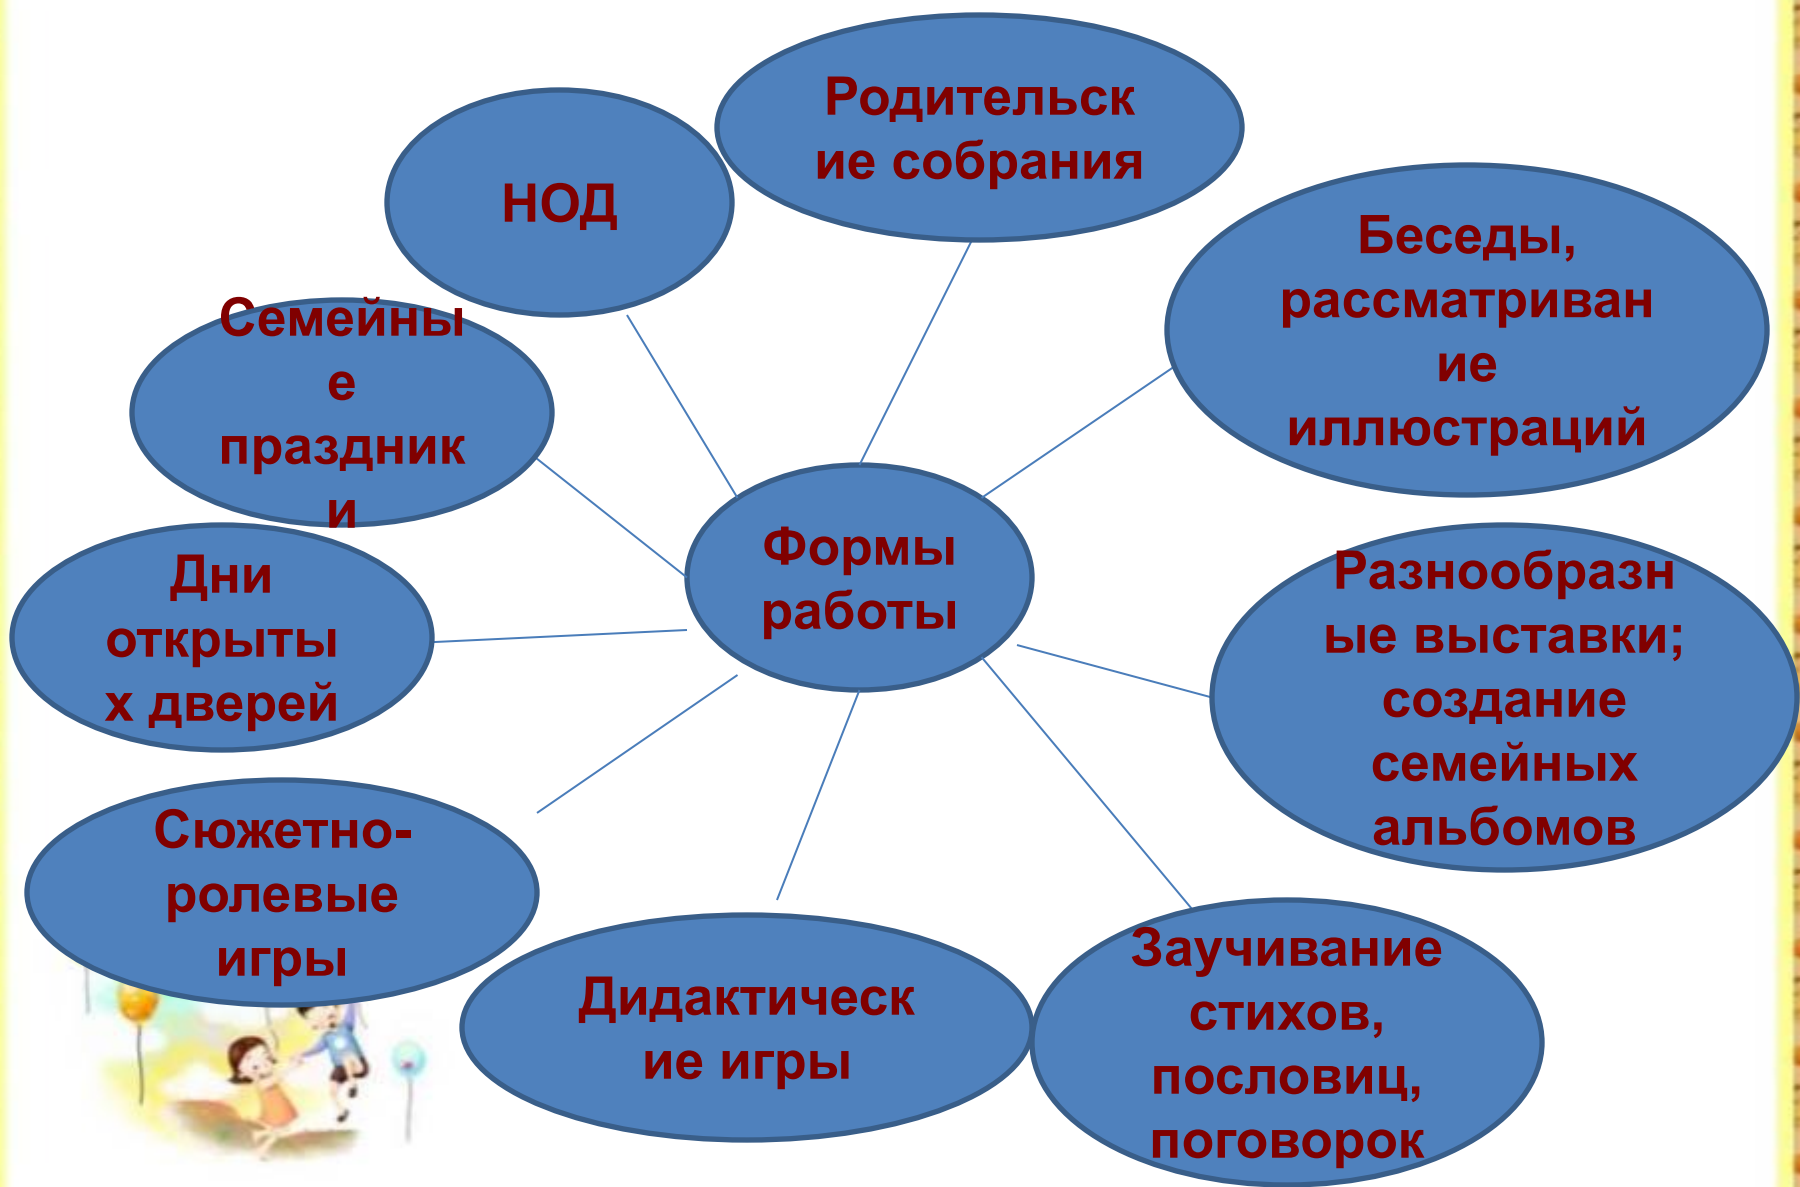 Родительск
ие собрания
НОД
Беседы,
рассматриван
ие
иллюстраций
Семейны
е
праздник
и
Формы
работы
Дни
открыты
х дверей
Разнообразн
ые выставки;
создание
семейных
альбомов
Сюжетно-
ролевые
игры
Дидактическ
ие игры
Заучивание
стихов,
пословиц,
поговорок